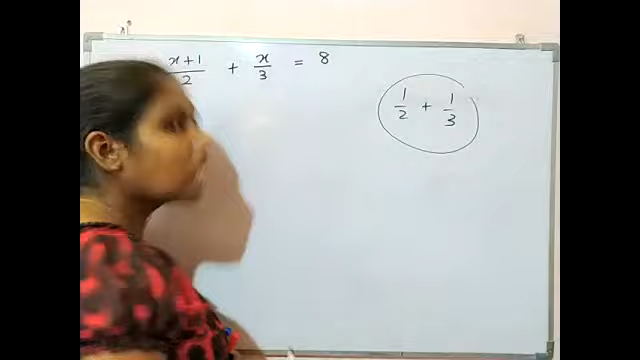 x+1/2 + x/3 = 8
1/2 + 1/3